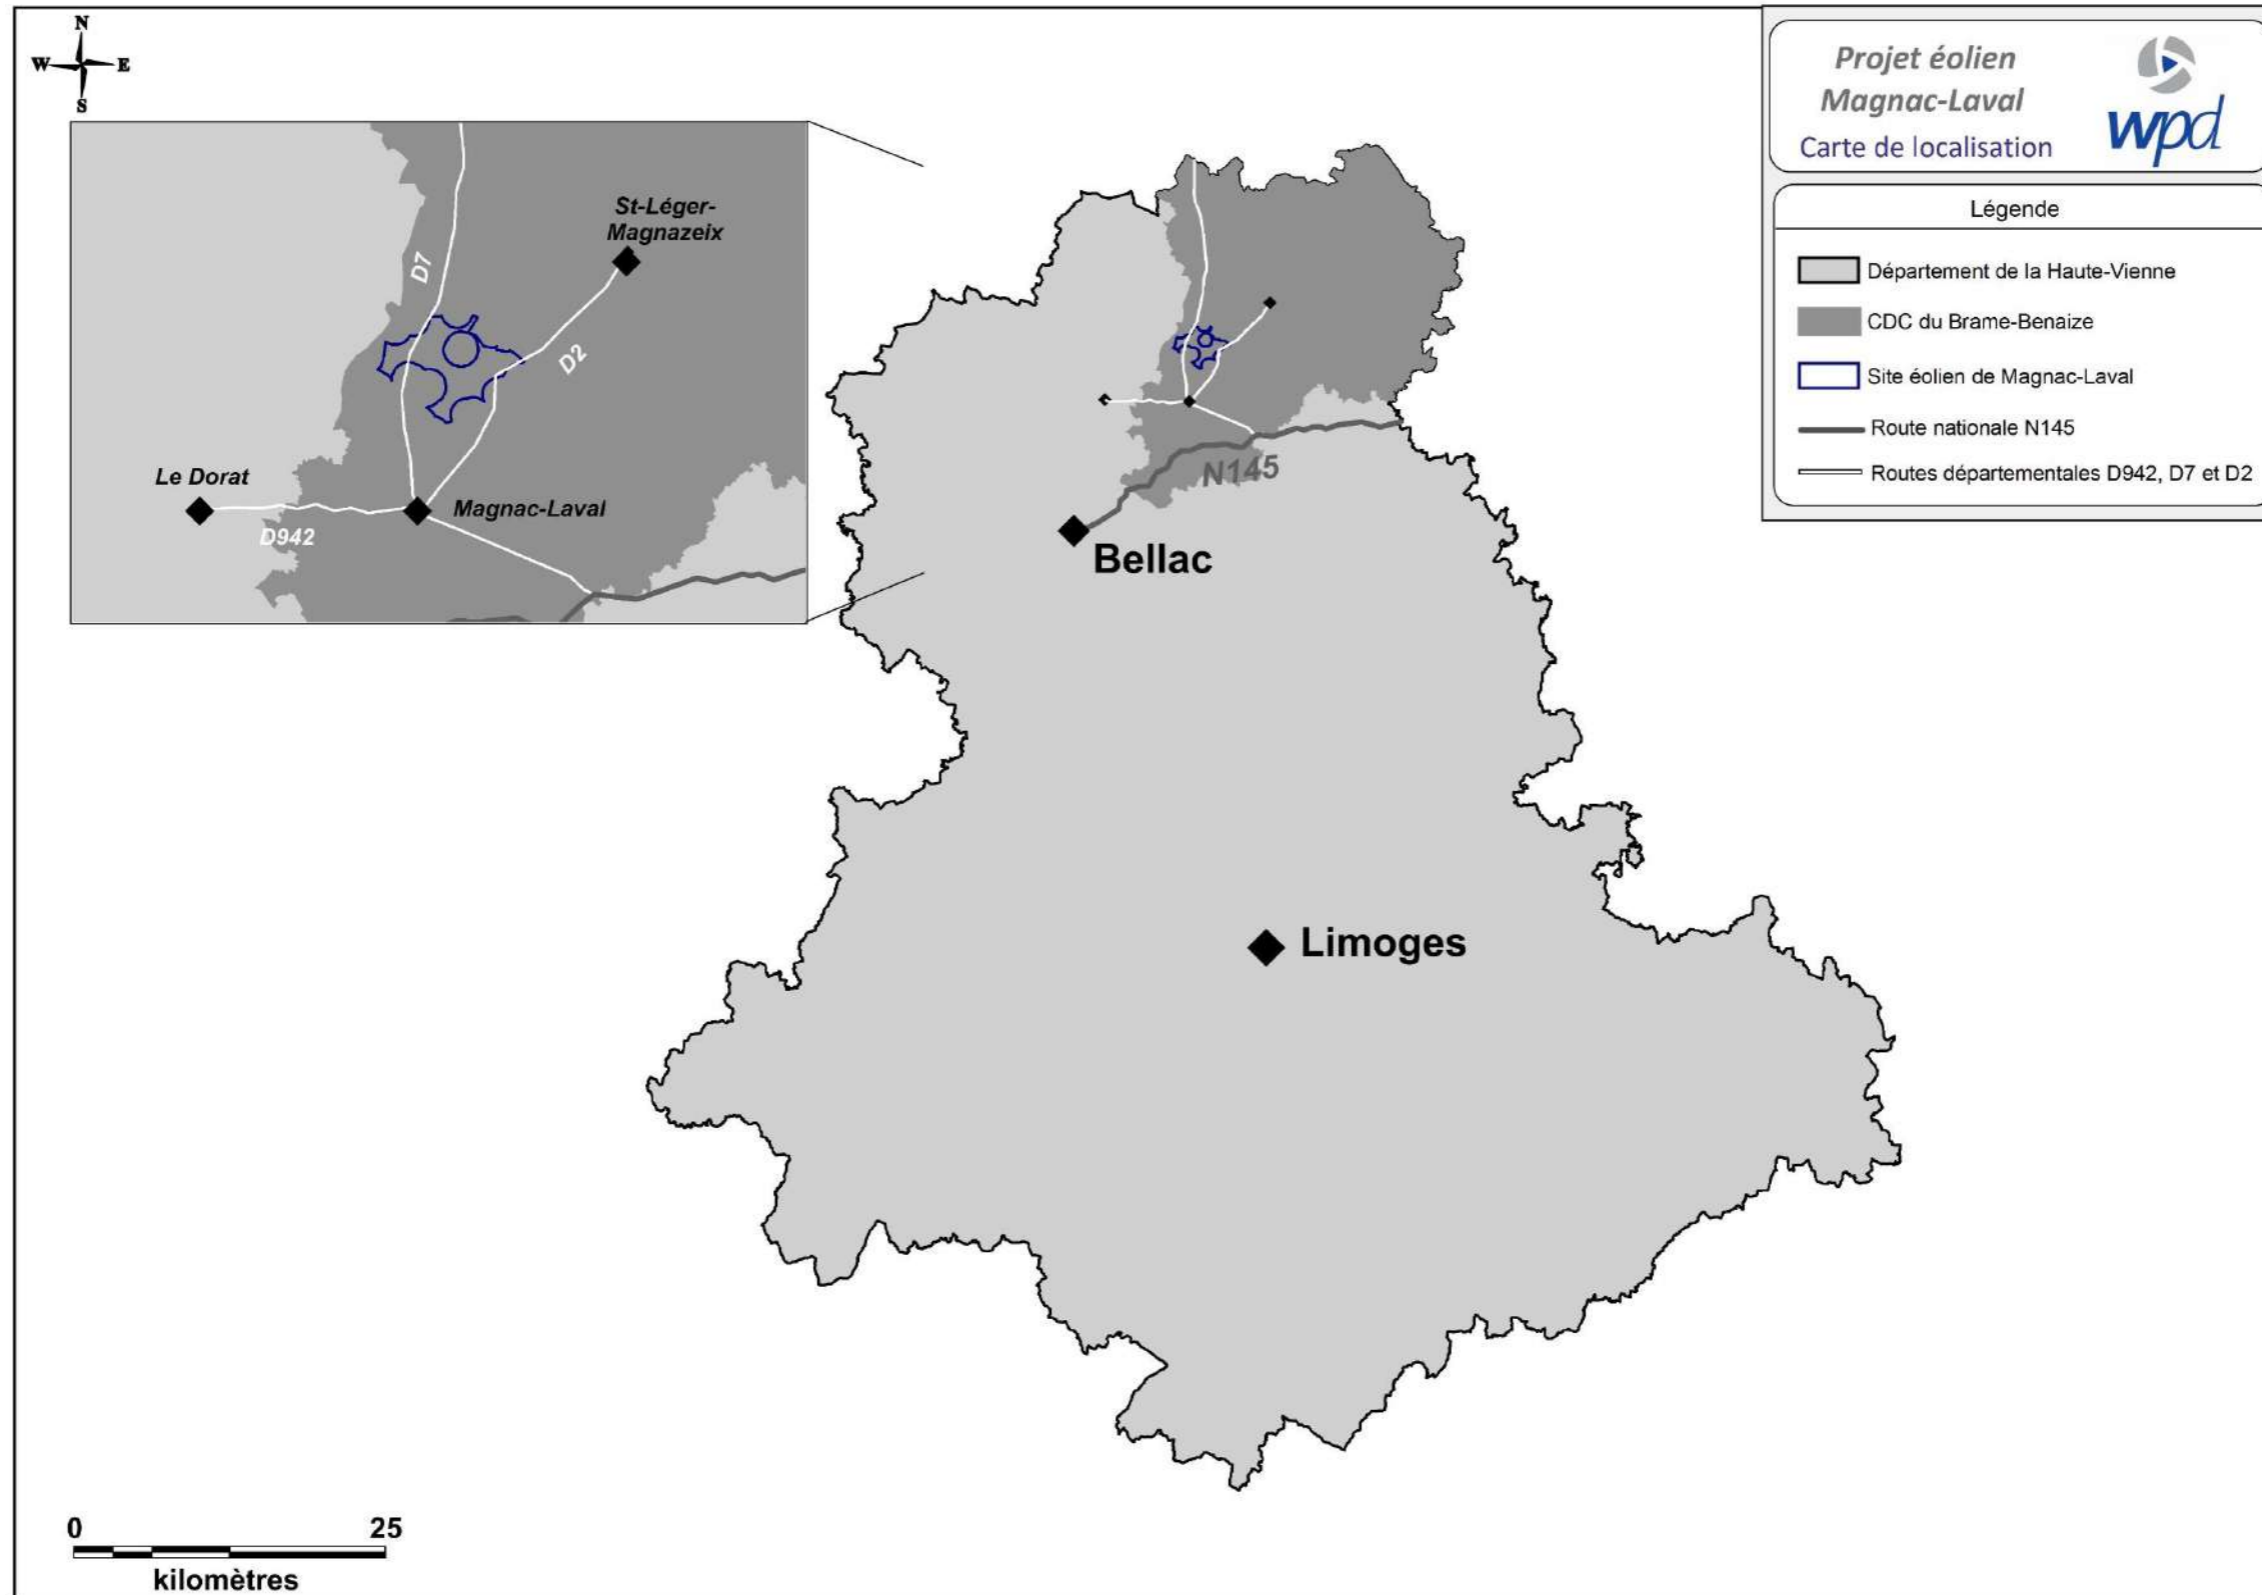 N
W E
S
Projet éolien
Magnac-Laval
Carte de localisation
wpd
Légende
Département de la Haute-Vienne
CDC du Brame-Benaize
Site éolien de Magnac-Laval
Route nationale N145
Routes départementales D942, D7 et D2
St-Léger-
Magnazeix
D7
D2
Le Dorat
Magnac-Laval
D942
N145
Bellac
Limoges
0 25
kilomètres